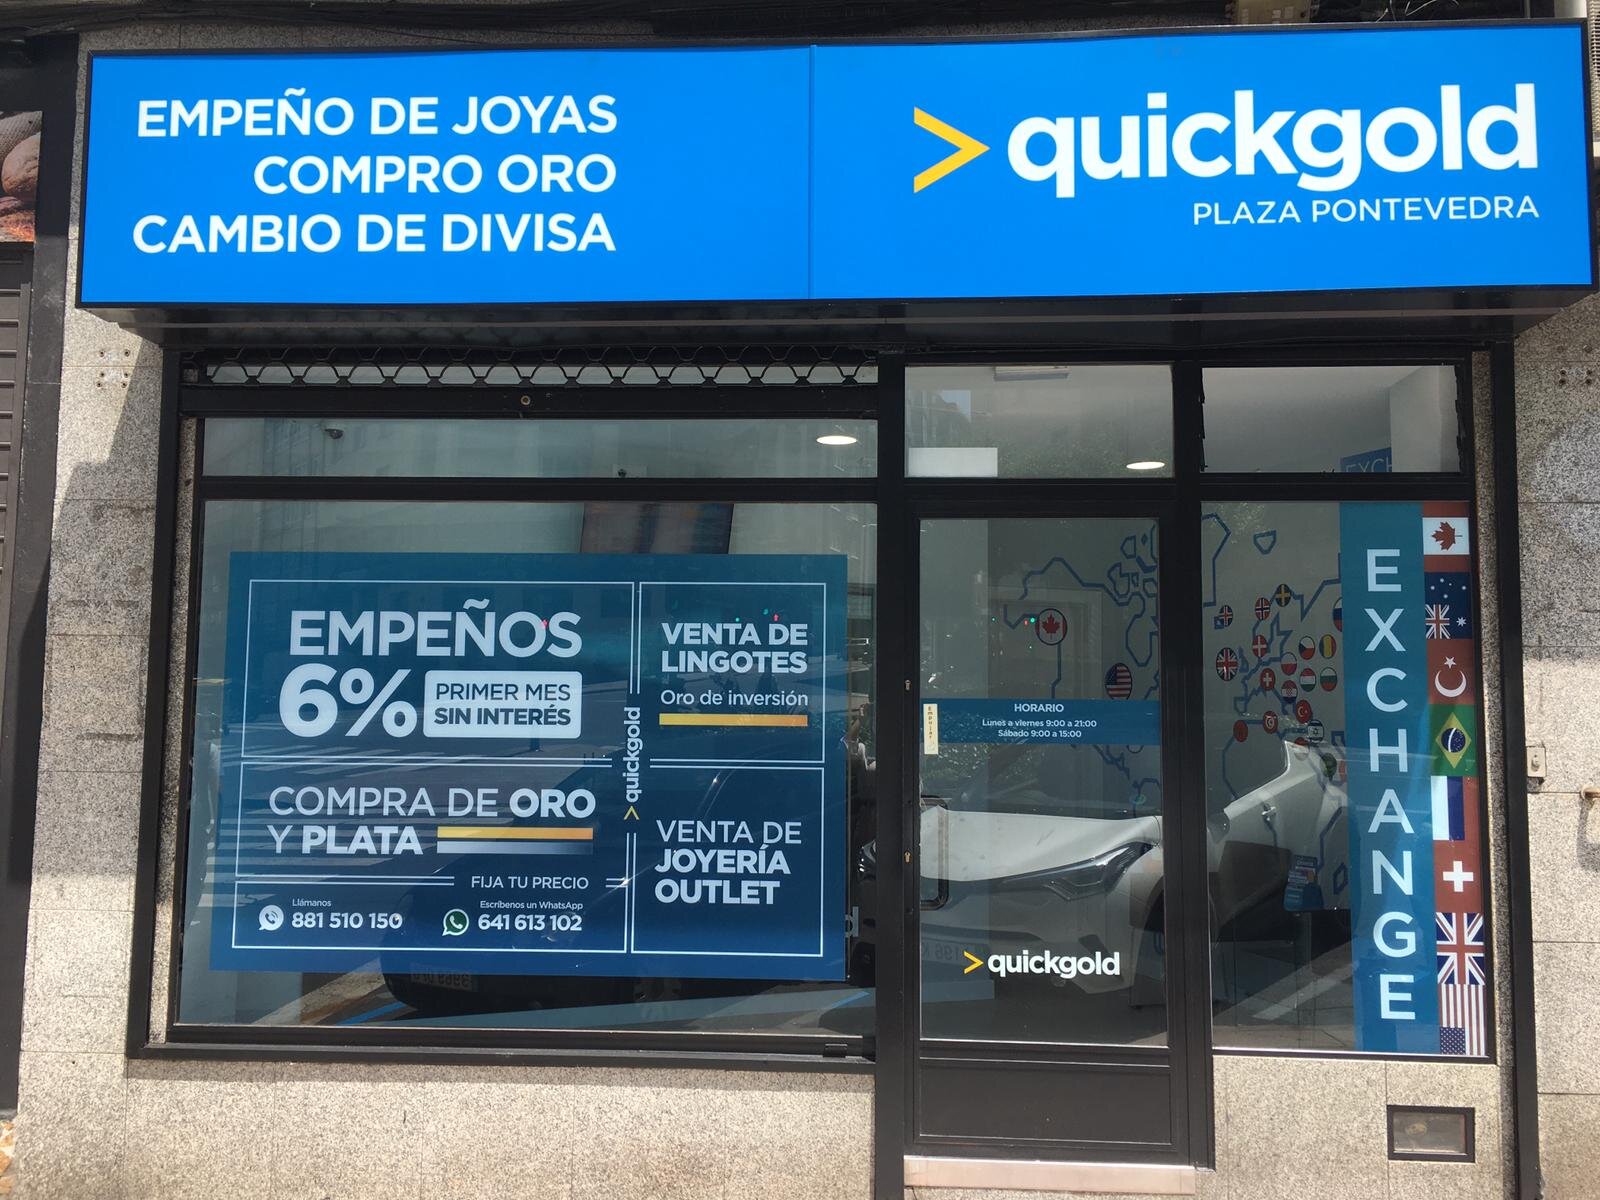 EMPEÑO DE JOYAS
COMPRO ORO
CAMBIO DE DIVISA
> quickgold
PLAZA PONTEVEDRA
EMPEÑOS
6% PRIMER MES
SIN INTERÉS
VENTA DE
LINGOTES
Oro de inversión
> quickgold
COMPRA DE ORO
Y PLATA
VENTA DE
JOYERÍA
OUTLET
FIJA TU PRECIO
Llámanos
881 510 150
Escríbenos un WhatsApp
641 613 102
Empujar
HORARIO
Lunes a viernes 9:00 a 21:00
Sábado 9:00 a 15:00
> quickgold
EXCH
EXCHANGE